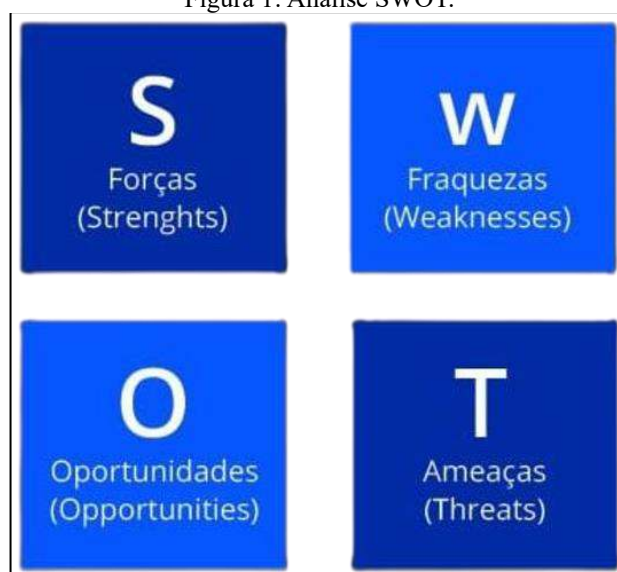 Figura 1: Análise SWOT.
S
Forças
(Strenghts)
W
Fraquezas
(Weaknesses)
O
Oportunidades
(Opportunities)
T
Ameaças
(Threats)